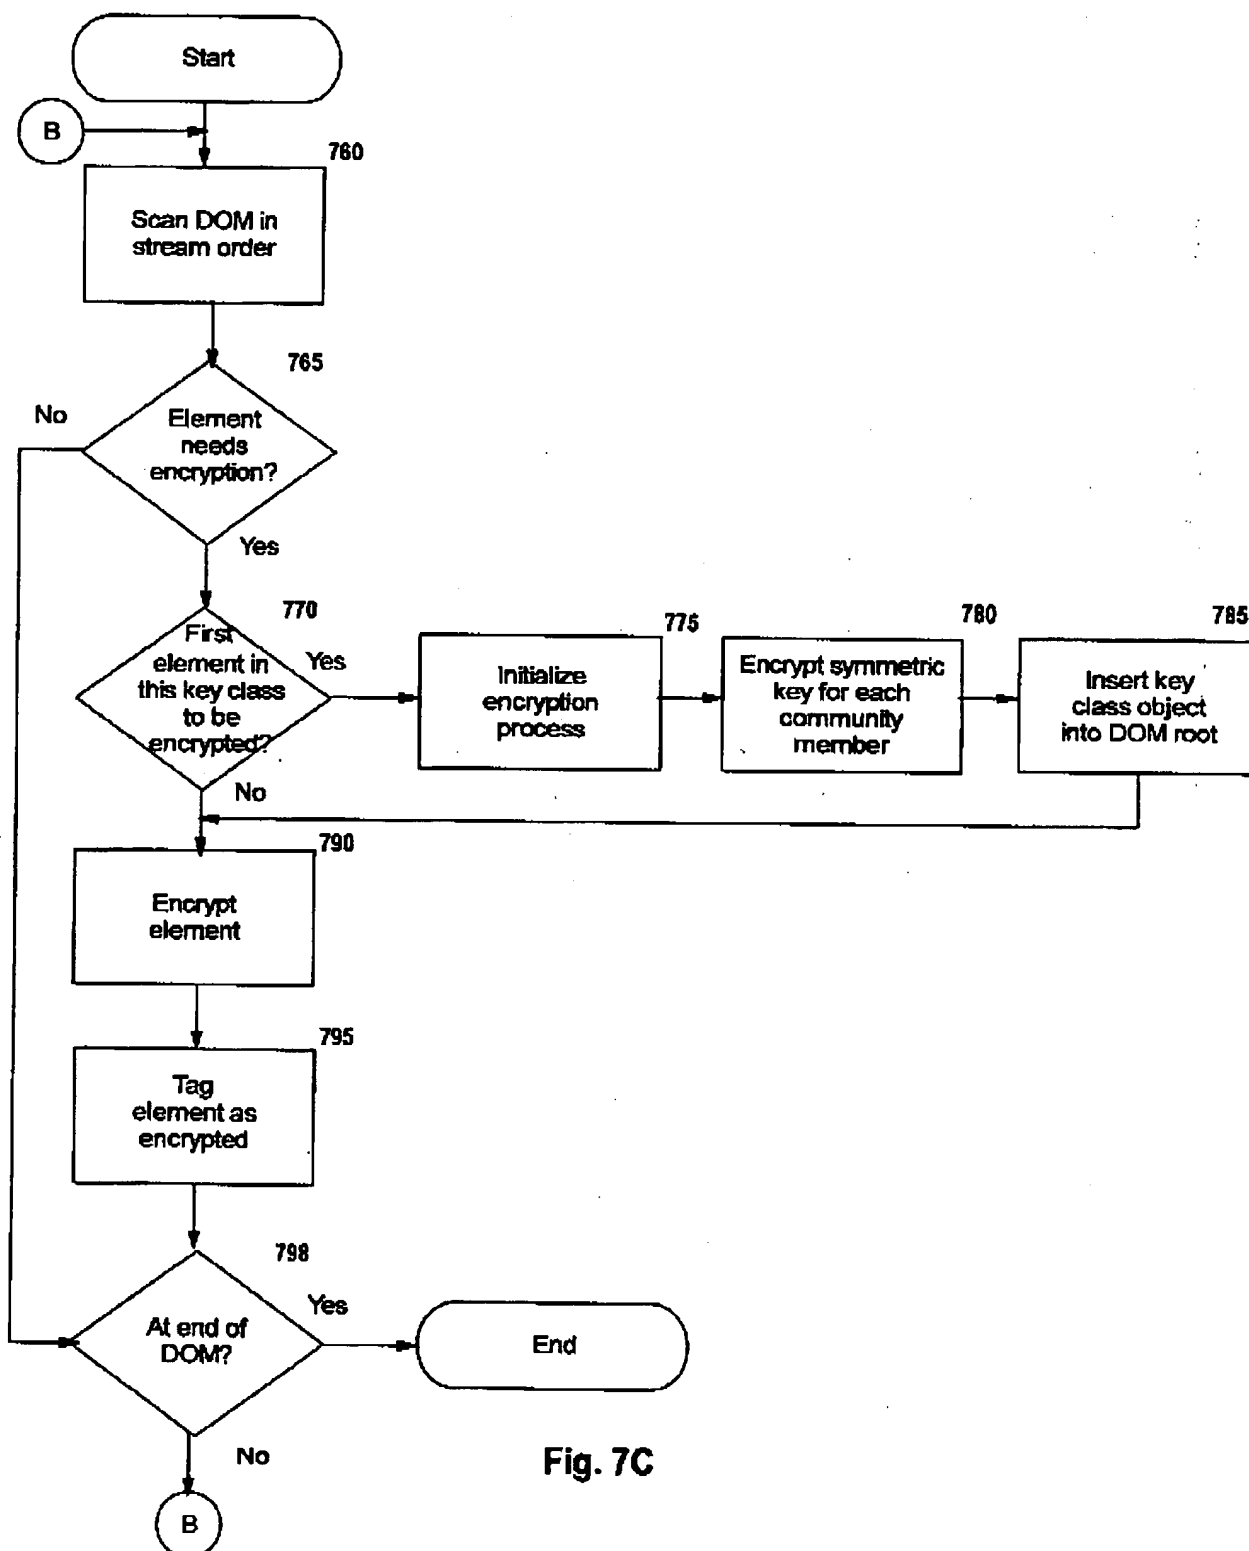 Start
B
760
Scan DOM in
stream order
765
No
Element
needs
encryption?
Yes
770
First
element in
this key class
to be
encrypted?
Yes
775
Initialize
encryption
process
780
Encrypt symmetric
key for each
community
member
785
Insert key
class object
into DOM root
No
790
Encrypt
element
795
Tag
element as
encrypted
798
At end of
DOM?
Yes
End
No
B
Fig. 7C